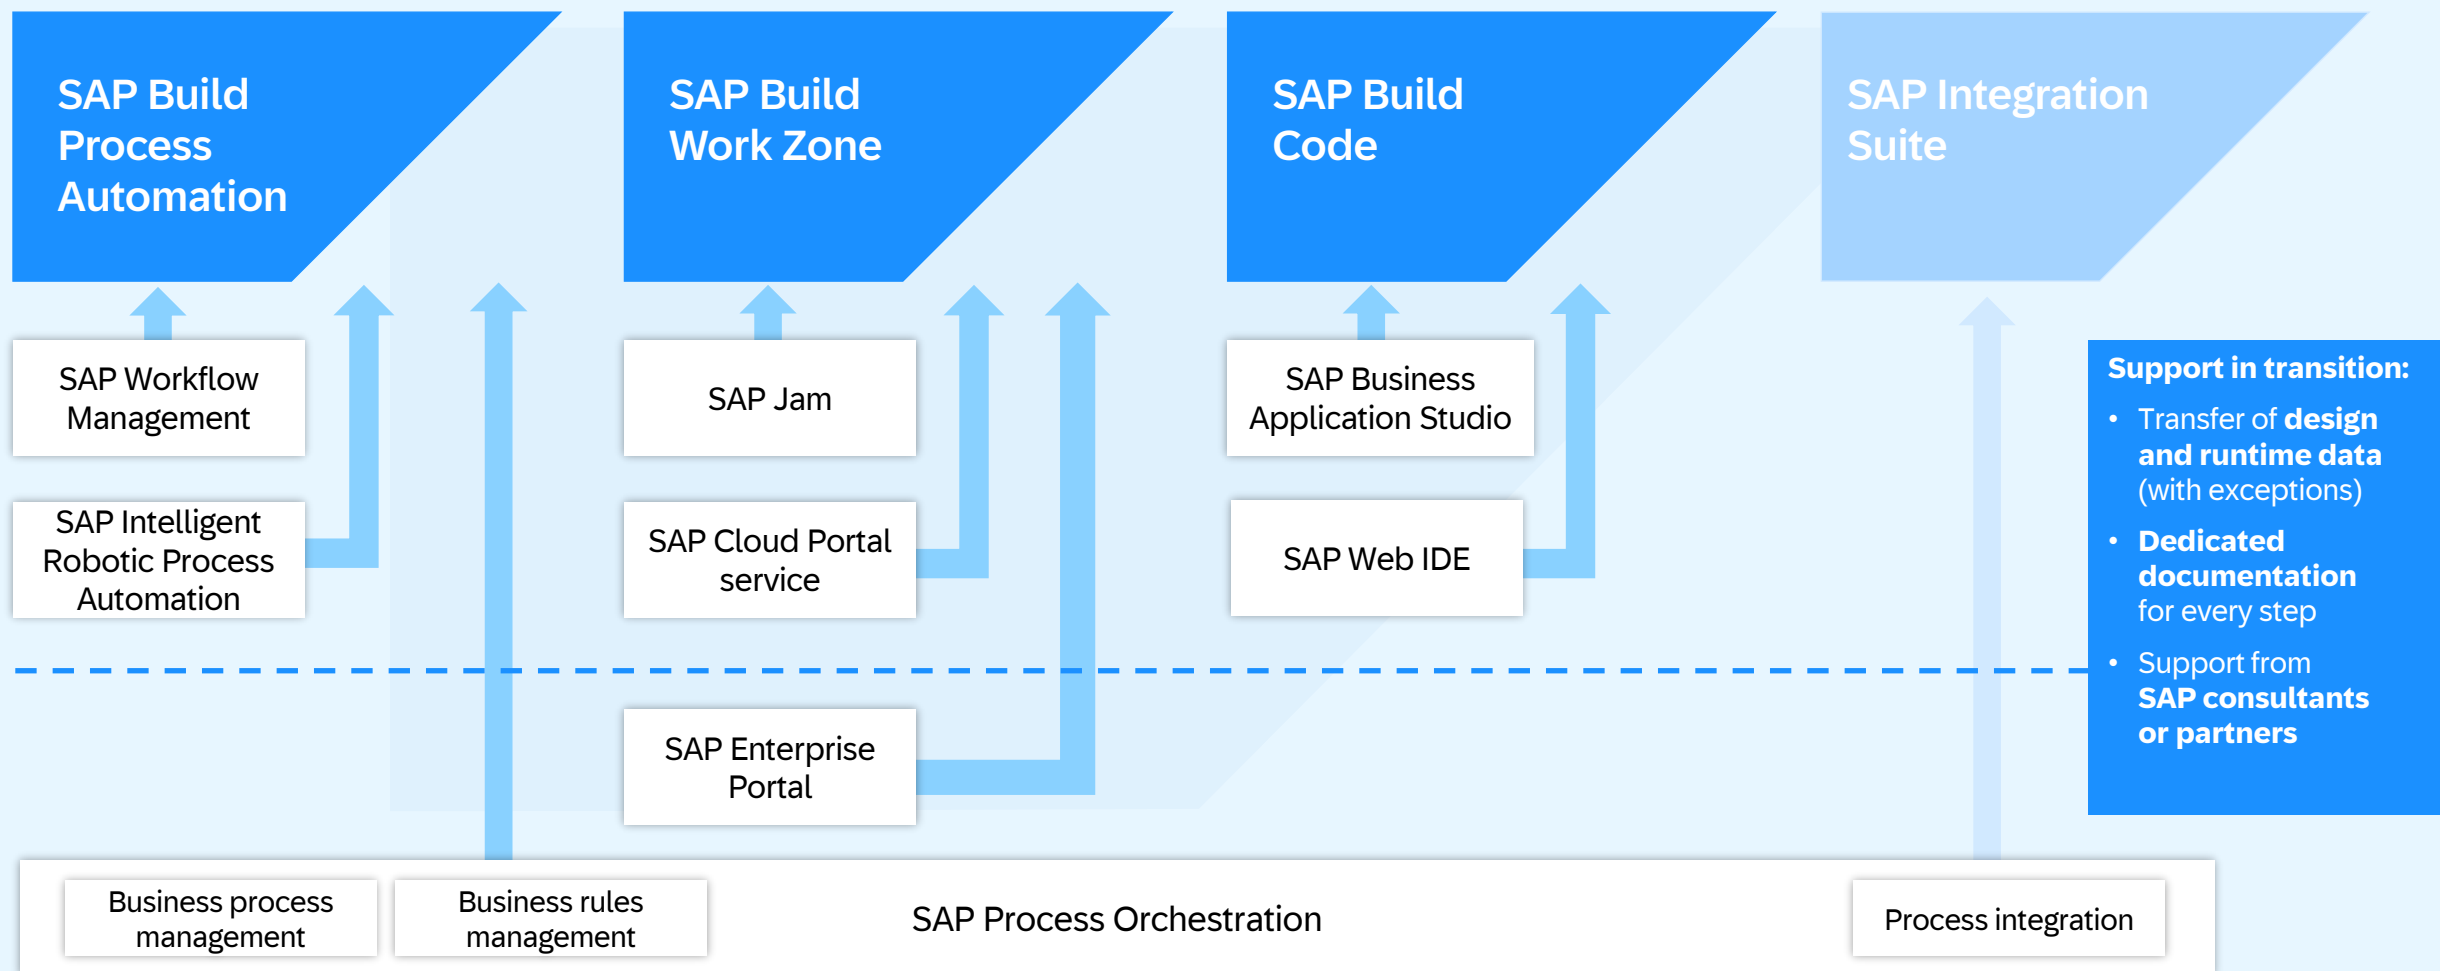 SAP Build
Process
Automation
SAP Build
Work Zone
SAP Build
Code
SAP Integration
Suite
SAP Workflow
Management
SAP Jam
SAP Business
Application Studio
SAP Intelligent
Robotic Process
Automation
SAP Cloud Portal
service
SAP Web IDE
Support in transition:
• Transfer of design
and runtime data
(with exceptions)
• Dedicated
documentation
for every step
• Support from
SAP consultants
or partners
SAP Enterprise
Portal
Business process
management
Business rules
management
SAP Process Orchestration
Process integration